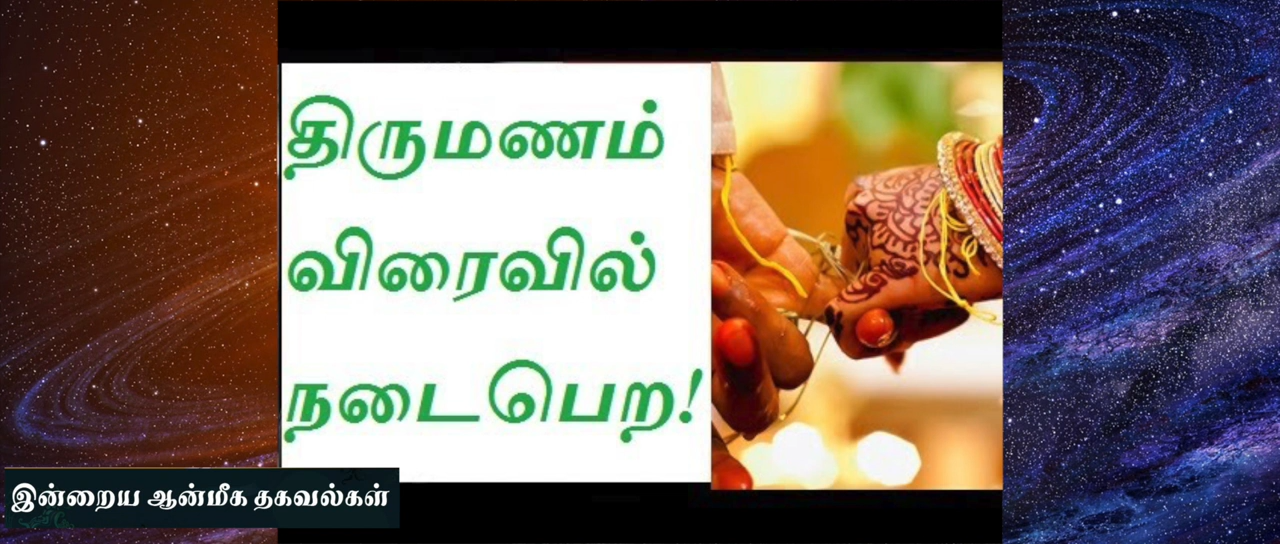 திருமணம்
விரைவில்
நடைபெற!
இன்றைய ஆன்மீக தகவல்கள்